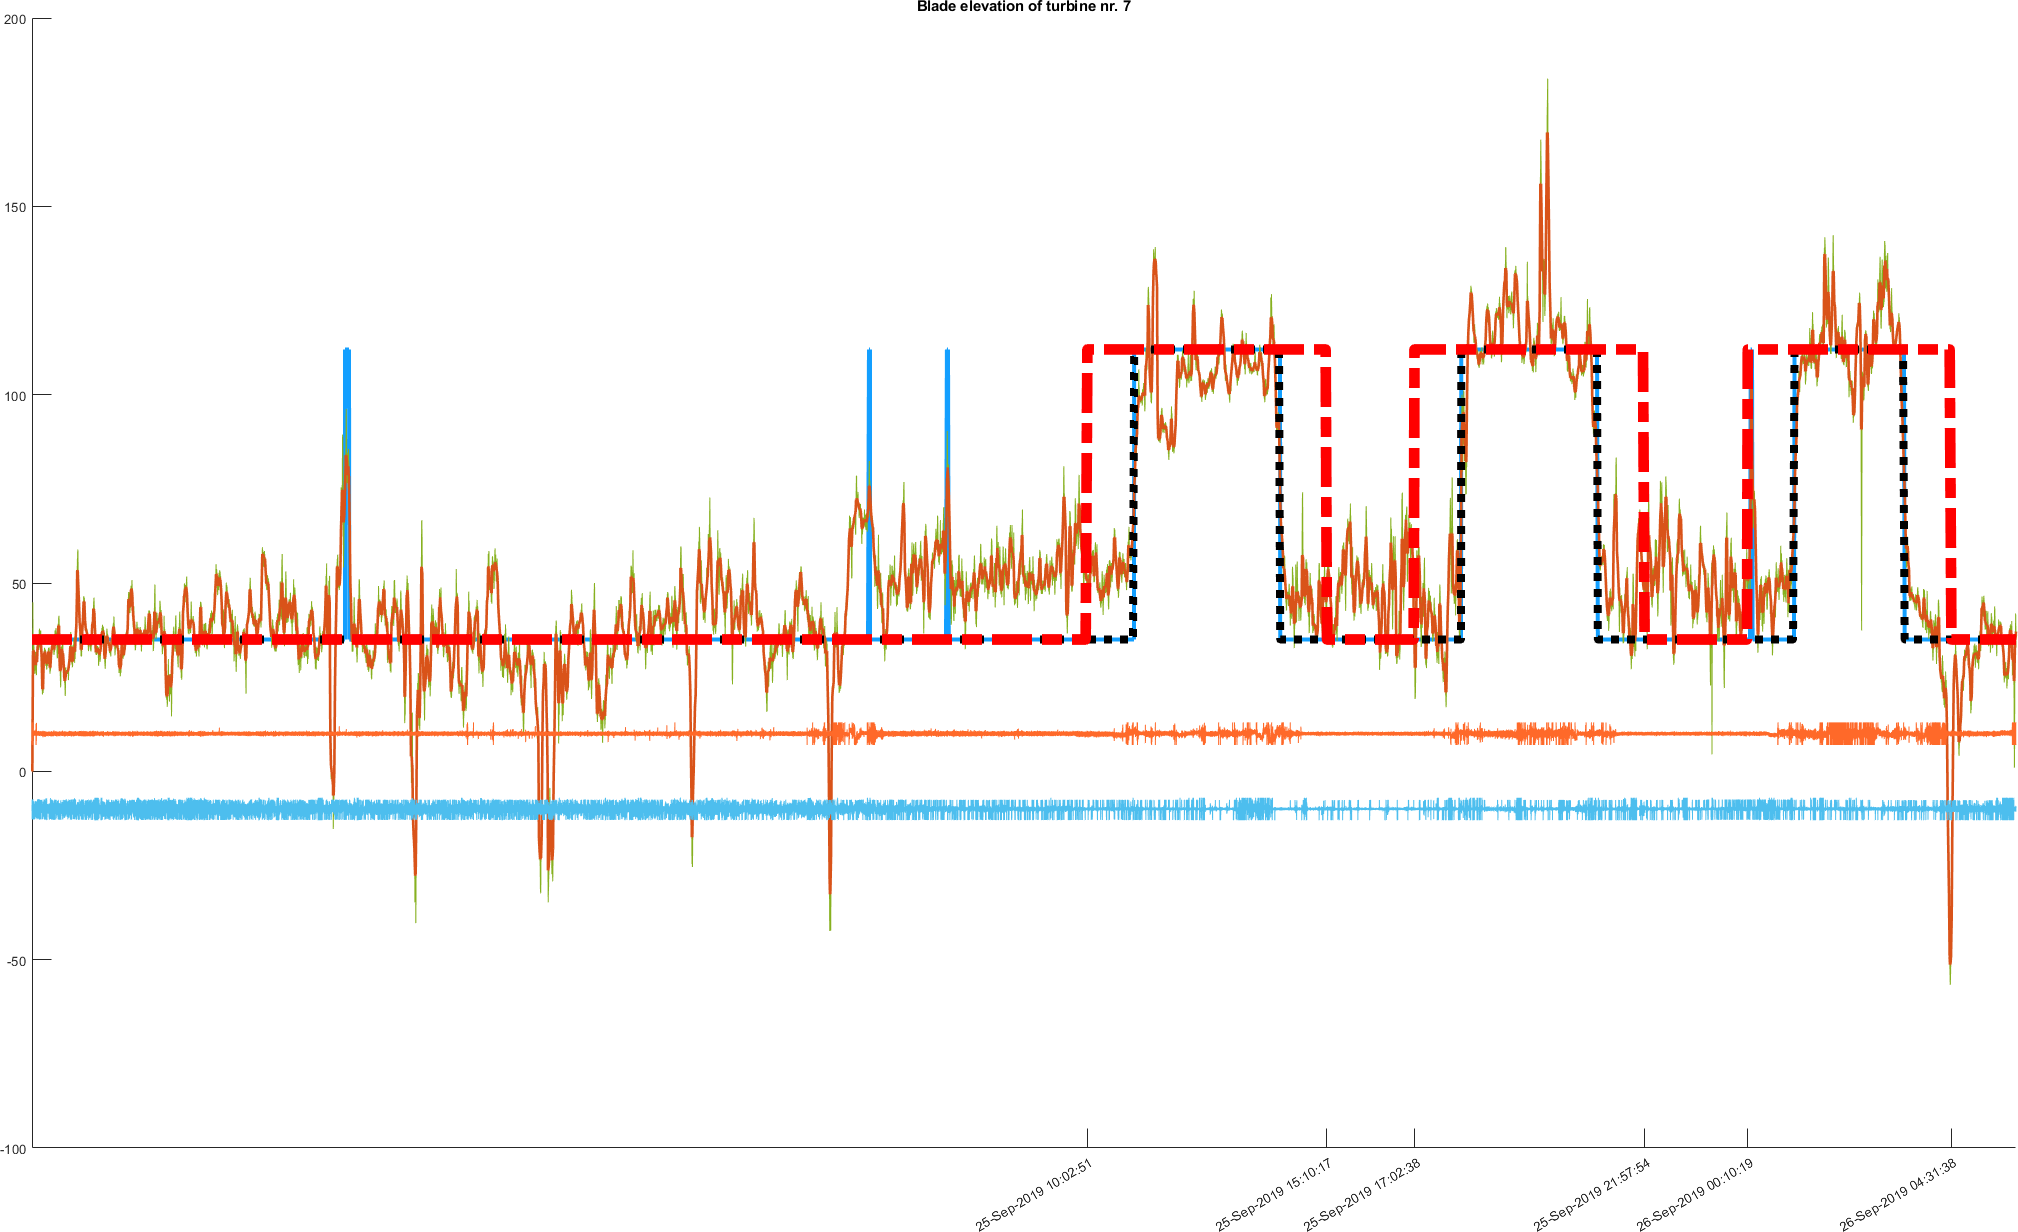 Blade elevation of turbine nr. 7
200
150
100
50
0
-50
-100
25-Sep-2019 10:02:51
25-Sep-2019 15:10:17
25-Sep-2019 17:02:38
25-Sep-2019 21:57:54
26-Sep-2019 00:10:19
26-Sep-2019 04:31:38